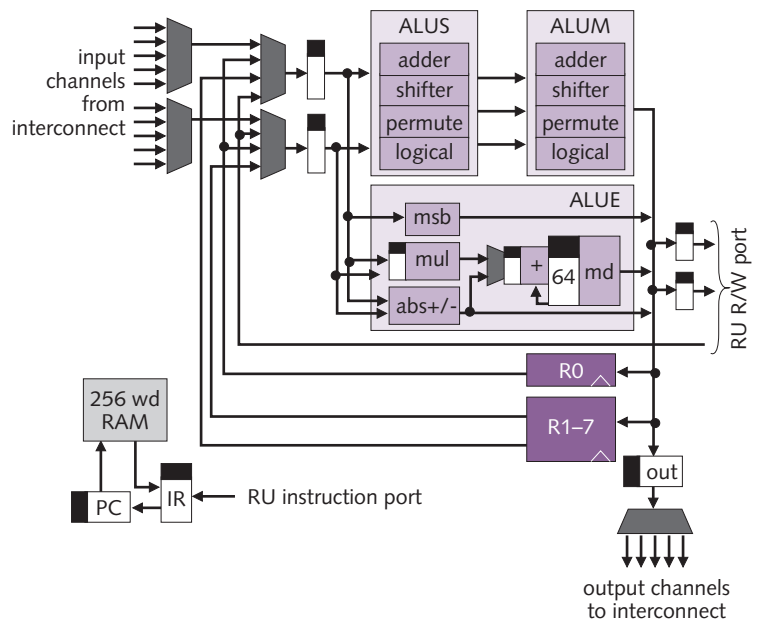 input
channels
from
interconnect
ALUS
adder
shifter
permute
logical
ALUM
adder
shifter
permute
logical
ALUE
msb
mul
+
64
md
abs+/-
RU R/W port
R0
R1–7
256 wd
RAM
PC
IR
RU instruction port
out
output channels
to interconnect